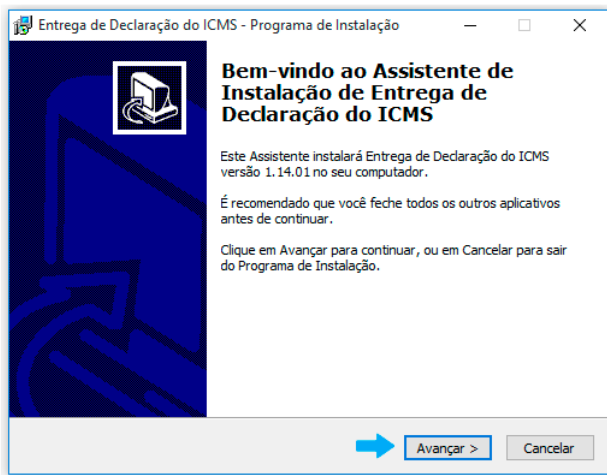 Entrega de Declaração do ICMS - Programa de Instalação
Bem-vindo ao Assistente de
Instalação de Entrega de
Declaração do ICMS
Este Assistente instalará Entrega de Declaração do ICMS
versão 1.14.01 no seu computador.
É recomendado que você feche todos os outros aplicativos
antes de continuar.
Clique em Avançar para continuar, ou em Cancelar para sair
do Programa de Instalação.
Avançar >
Cancelar